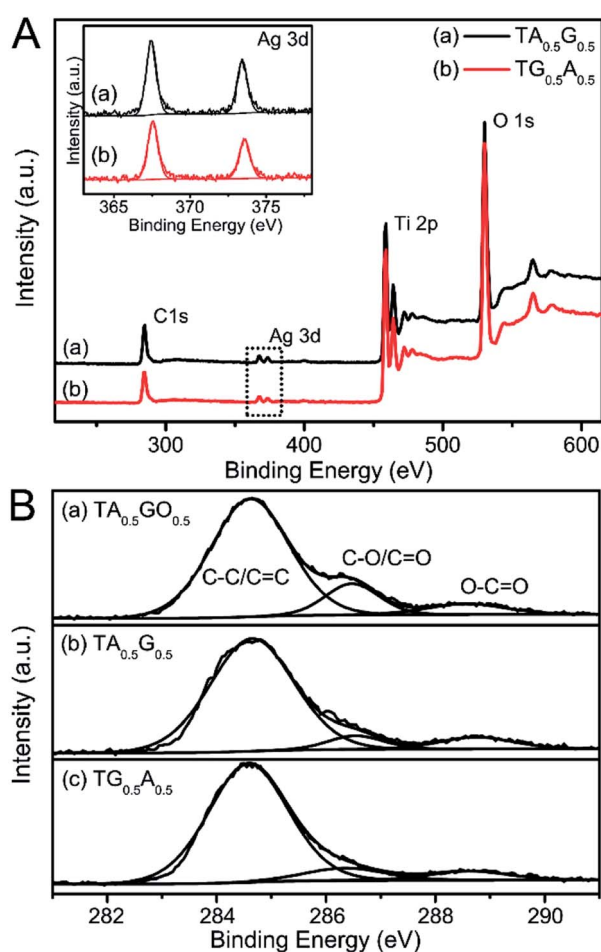 A
Ag 3d
(a)
(b)
Intensity (a.u.)
365 370 375
Binding Energy (eV)
(a) TA0.5G0.5
(b) TG0.5A0.5
O 1s
Ti 2p
C1s
Ag 3d
(a)
(b)
Intensity (a.u.)
300 400 500 600
Binding Energy (eV)
B
(a) TA0.5GO0.5
C-C/C=C
C-O/C=O
O-C=O
(b) TA0.5G0.5
(c) TG0.5A0.5
Intensity (a.u.)
282 284 286 288 290
Binding Energy (eV)